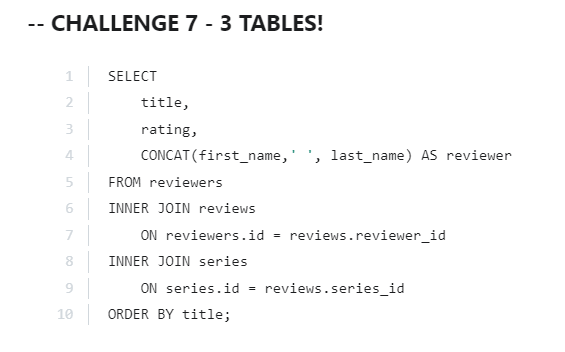 -- CHALLENGE 7 - 3 TABLES!
1 SELECT
2 title,
3 rating,
4 CONCAT(first_name,' ', last_name) AS reviewer
5 FROM reviewers
6 INNER JOIN reviews
7 ON reviewers.id = reviews.reviewer_id
8 INNER JOIN series
9 ON series.id = reviews.series_id
10 ORDER BY title;